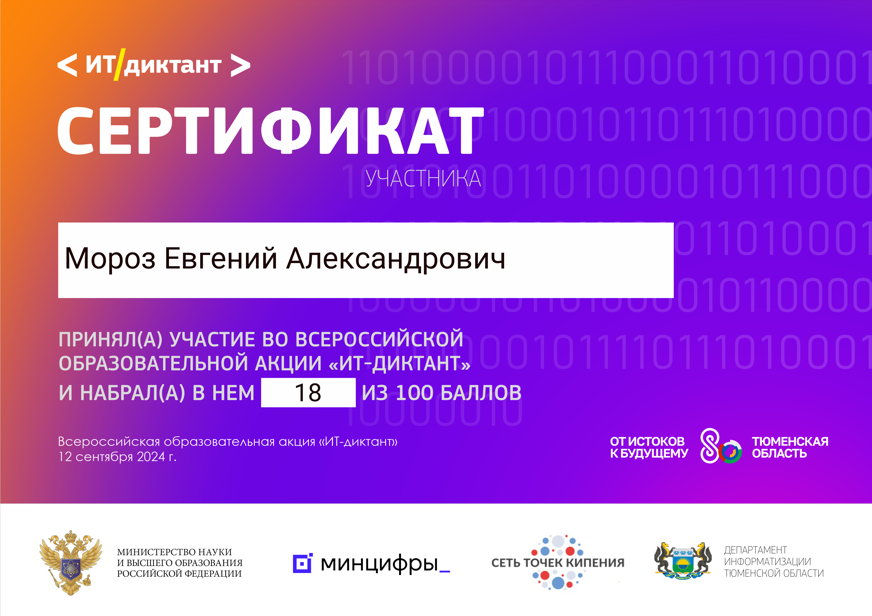 < ИТ/диктант >
СЕРТИФИКАТ
УЧАСТНИКА
Мороз Евгений Александрович
ПРИНЯЛ(А) УЧАСТИЕ ВО ВСЕРОССИЙСКОЙ
ОБРАЗОВАТЕЛЬНОЙ АКЦИИ «ИТ-ДИКТАНТ»
И НАБРАЛ(А) В НЕМ 18 ИЗ 100 БАЛЛОВ
Всероссийская образовательная акция «ИТ-диктант»
12 сентября 2024 г.
ОТ ИСТОКОВ
К БУДУЩЕМУ
ТЮМЕНСКАЯ
ОБЛАСТЬ
МИНИСТЕРСТВО НАУКИ
И ВЫСШЕГО ОБРАЗОВАНИЯ
РОССИЙСКОЙ ФЕДЕРАЦИИ
минцифры_
СЕТЬ ТОЧЕК КИПЕНИЯ
ДЕПАРТАМЕНТ
ИНФОРМАТИЗАЦИИ
ТЮМЕНСКОЙ ОБЛАСТИ